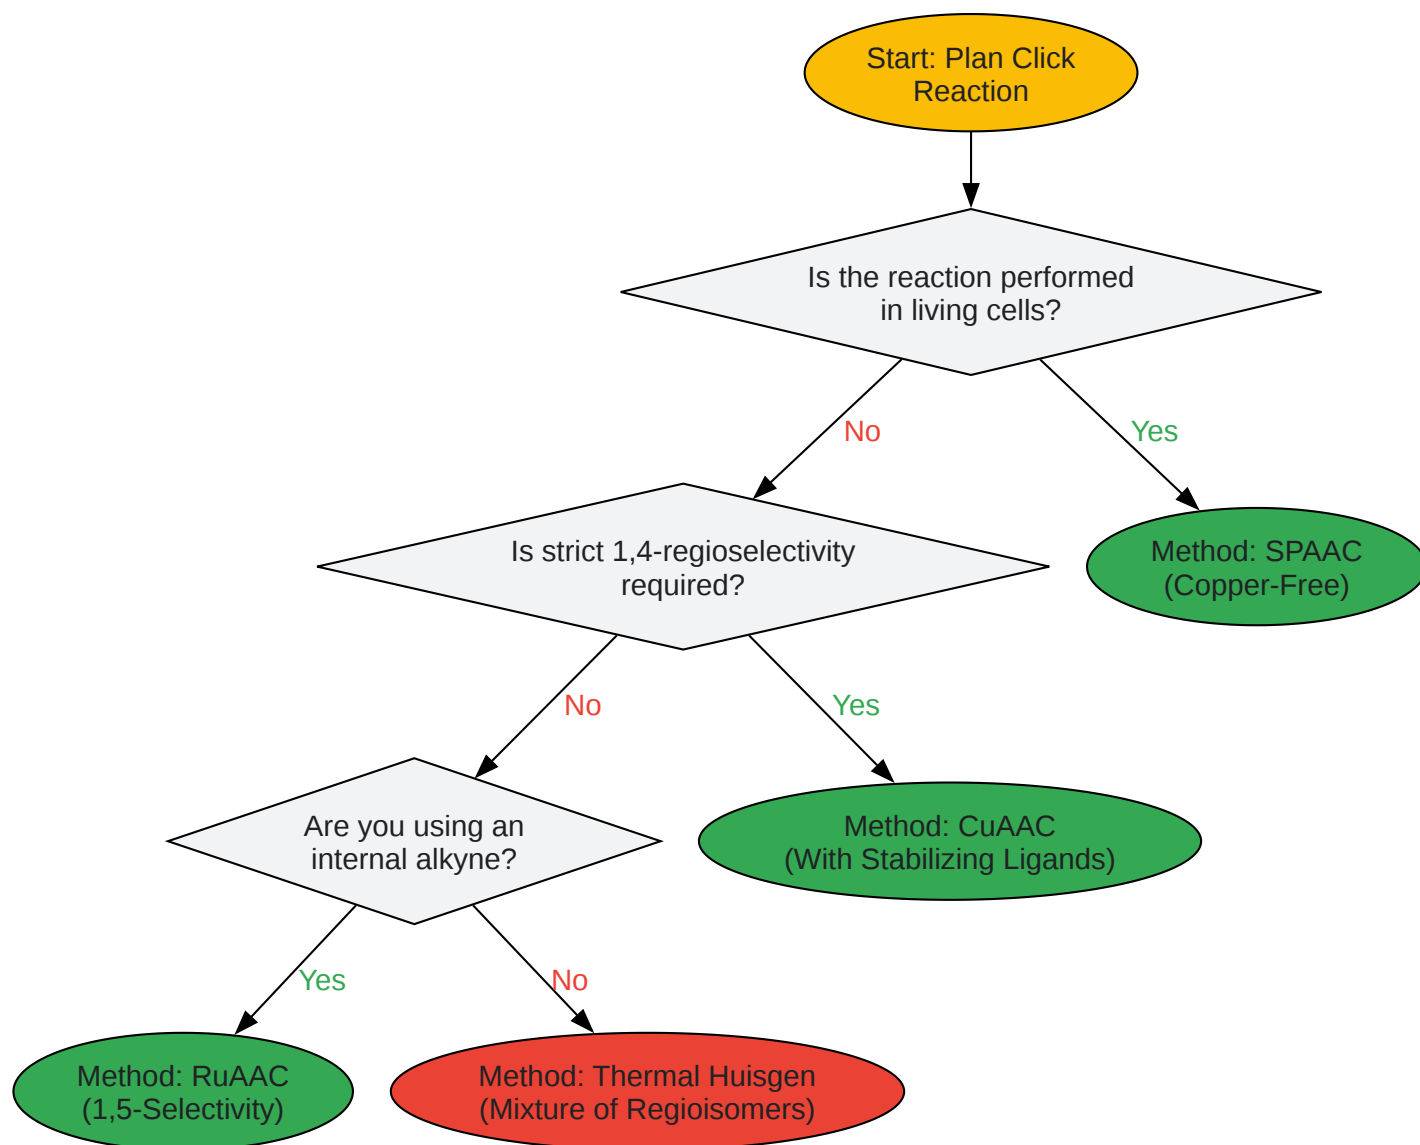 Start: Plan Click
Reaction
Is the reaction performed
in living cells?
No
Yes
Is strict 1,4-regioselectivity
required?
Method: SPAAC
(Copper-Free)
No
Yes
Are you using an
internal alkyne?
Method: CuAAC
(With Stabilizing Ligands)
Yes
No
Method: RuAAC
(1,5-Selectivity)
Method: Thermal Huisgen
(Mixture of Regioisomers)